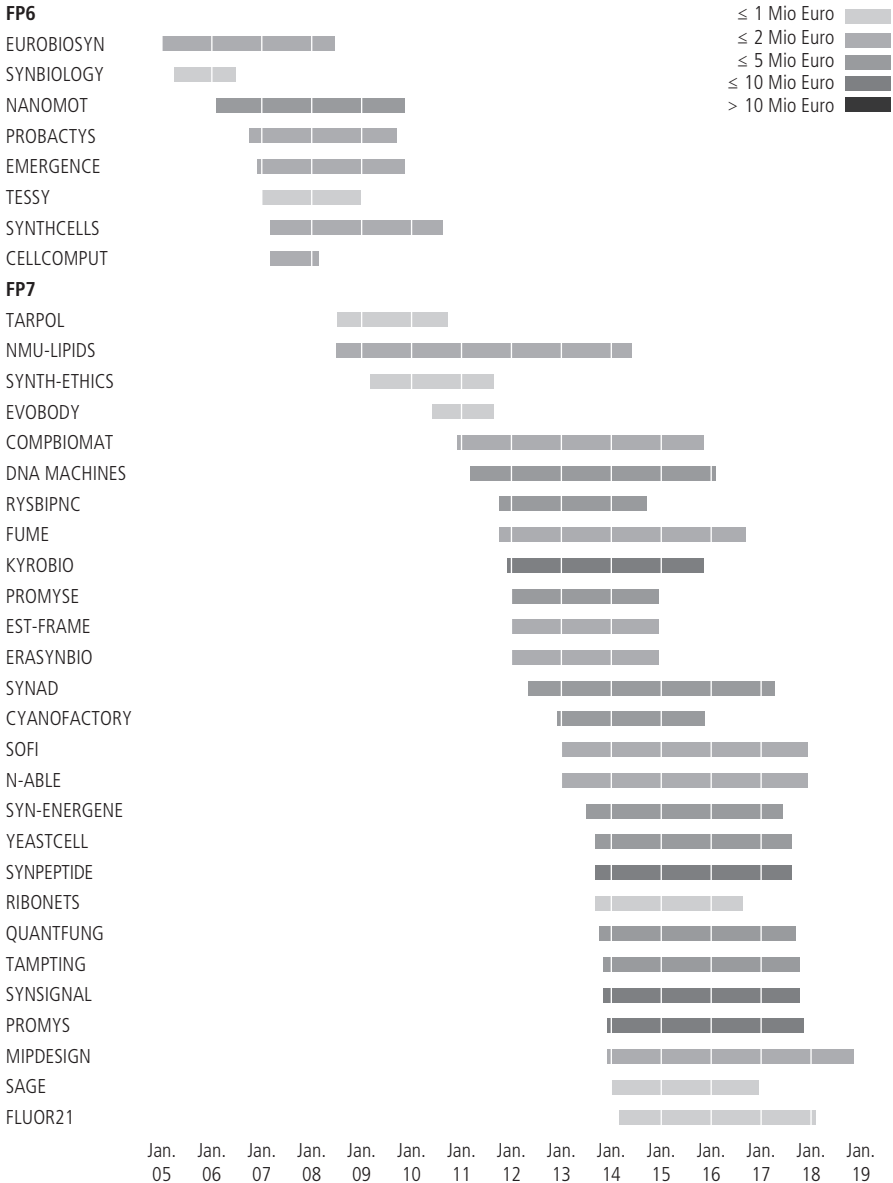 FP6
≤ 1 Mio Euro
EUROBIOSYN
≤ 2 Mio Euro
≤ 5 Mio Euro
SYNBIOLOGY
≤ 10 Mio Euro
NANOMOT
> 10 Mio Euro
PROBACTYS
EMERGENCE
TESSY
SYNTHCELLS
CELLCOMPUT
FP7
TARPOL
NMU-LIPIDS
SYNTH-ETHICS
EVOBODY
COMPBIOMAT
DNA MACHINES
RYSBIPNC
FUME
KYROBIO
PROMYSE
EST-FRAME
ERASYNBIO
SYNAD
CYANOFACTORY
SOFI
N-ABLE
SYN-ENERGENE
YEASTCELL
SYNPEPTIDE
RIBONETS
QUANTFUNG
TAMPTING
SYNSIGNAL
PROMYS
MIPDESIGN
SAGE
FLUOR21
Jan. Jan. Jan. Jan. Jan. Jan. Jan. Jan. Jan. Jan. Jan. Jan. Jan. Jan. Jan.
05 06 07 08 09 10 11 12 13 14 15 16 17 18 19